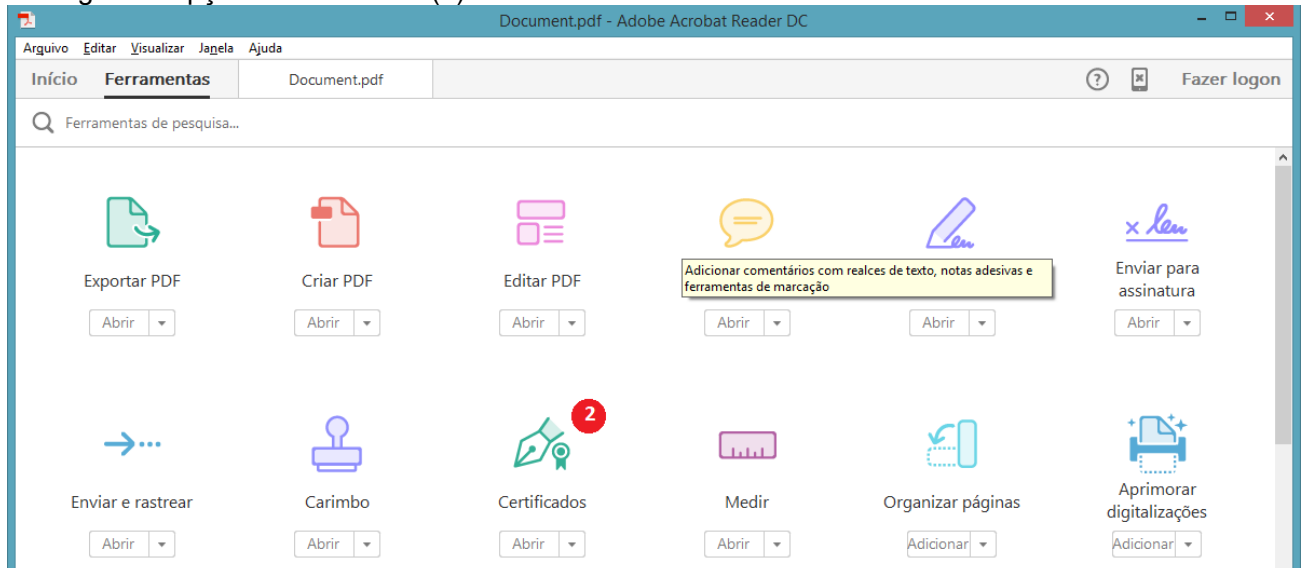 Document.pdf - Adobe Acrobat Reader DC
Arquivo Editar Visualizar Janela Ajuda
Início Ferramentas Document.pdf Fazer logon
Ferramentas de pesquisa...
Exportar PDF Criar PDF Editar PDF
Adicionar comentários com realces de texto, notas adesivas e
ferramentas de marcação
Enviar para
assinatura
Abrir Abrir Abrir Abrir Abrir Abrir
2
Enviar e rastrear Carimbo Certificados Medir Organizar páginas
Aprimorar
digitalizações
Abrir Abrir Abrir Abrir Adicionar Adicionar